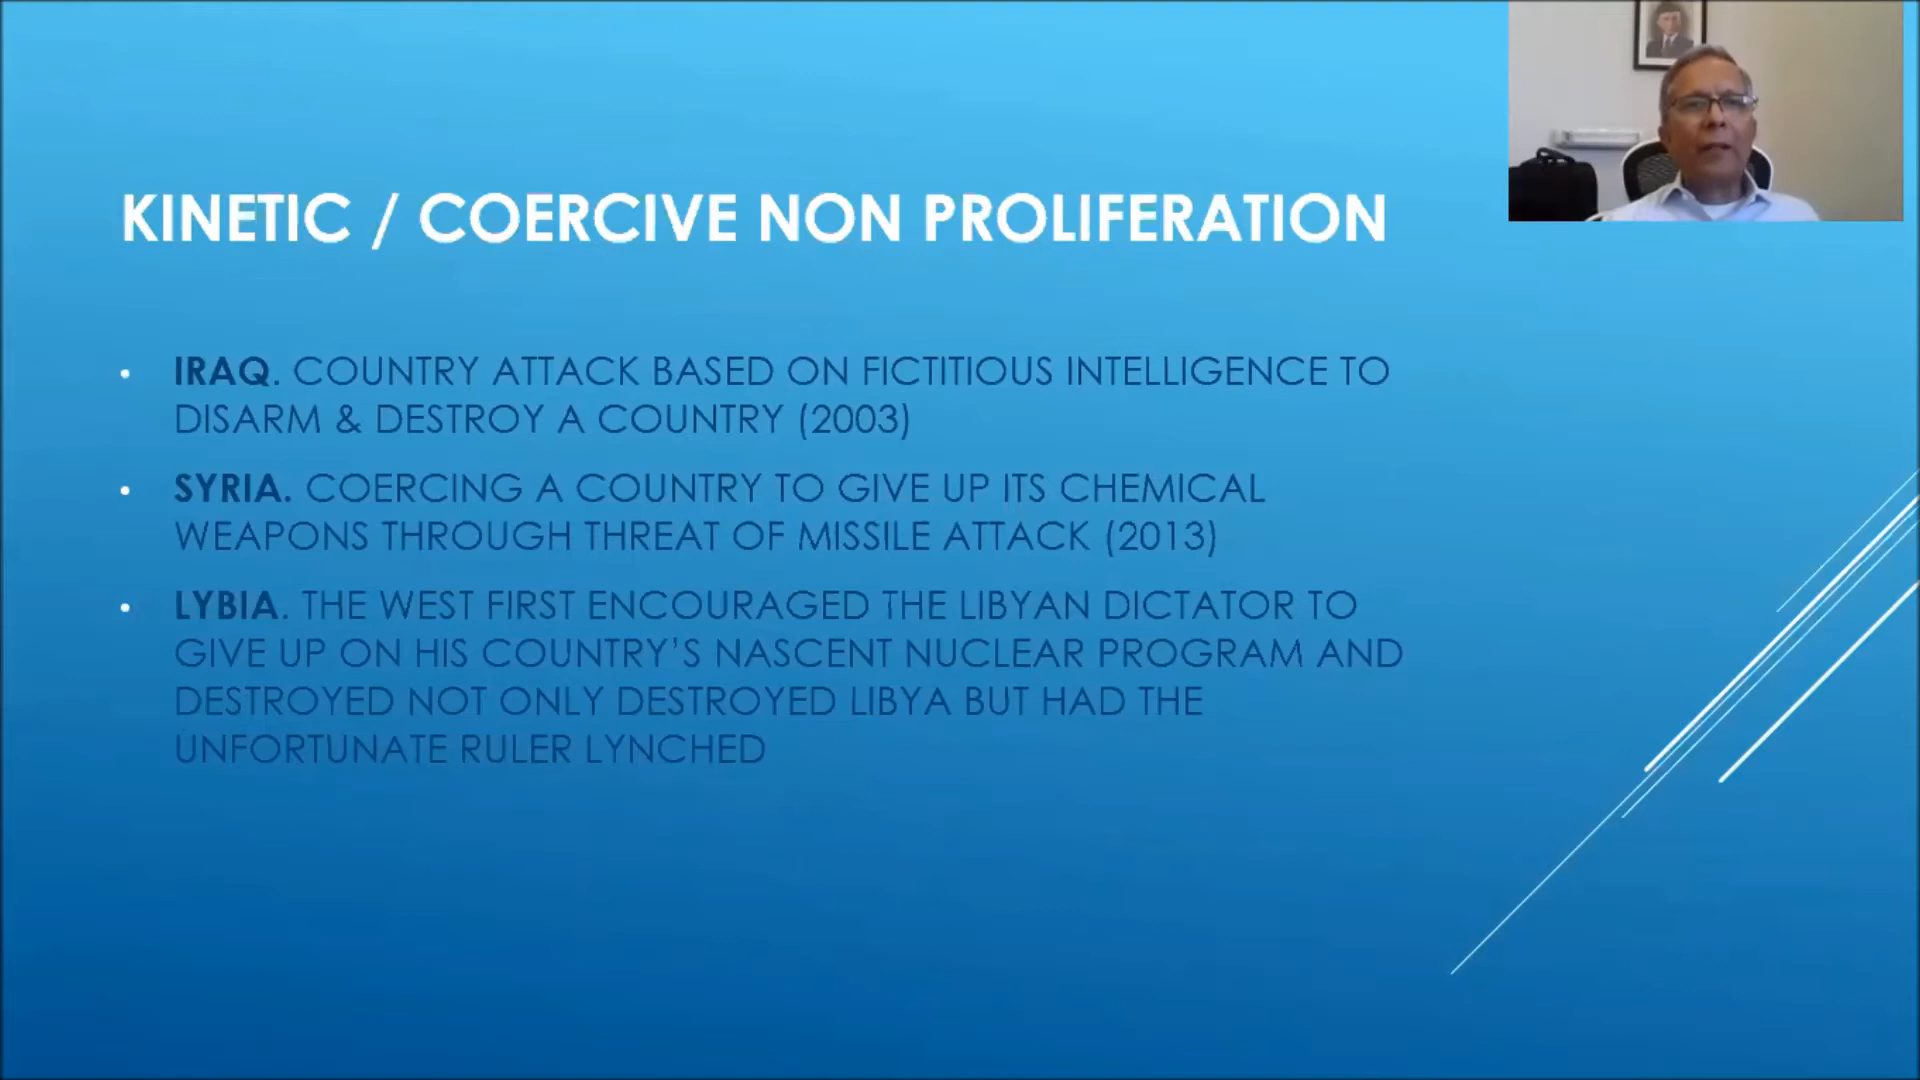 KINETIC / COERCIVE NON PROLIFERATION
• IRAQ. COUNTRY ATTACK BASED ON FICTITIOUS INTELLIGENCE TO
DISARM & DESTROY A COUNTRY (2003)
• SYRIA. COERCING A COUNTRY TO GIVE UP ITS CHEMICAL
WEAPONS THROUGH THREAT OF MISSILE ATTACK (2013)
• LYBIA. THE WEST FIRST ENCOURAGED THE LIBYAN DICTATOR TO
GIVE UP ON HIS COUNTRY’S NASCENT NUCLEAR PROGRAM AND
DESTROYED NOT ONLY DESTROYED LIBYA BUT HAD THE
UNFORTUNATE RULER LYNCHED